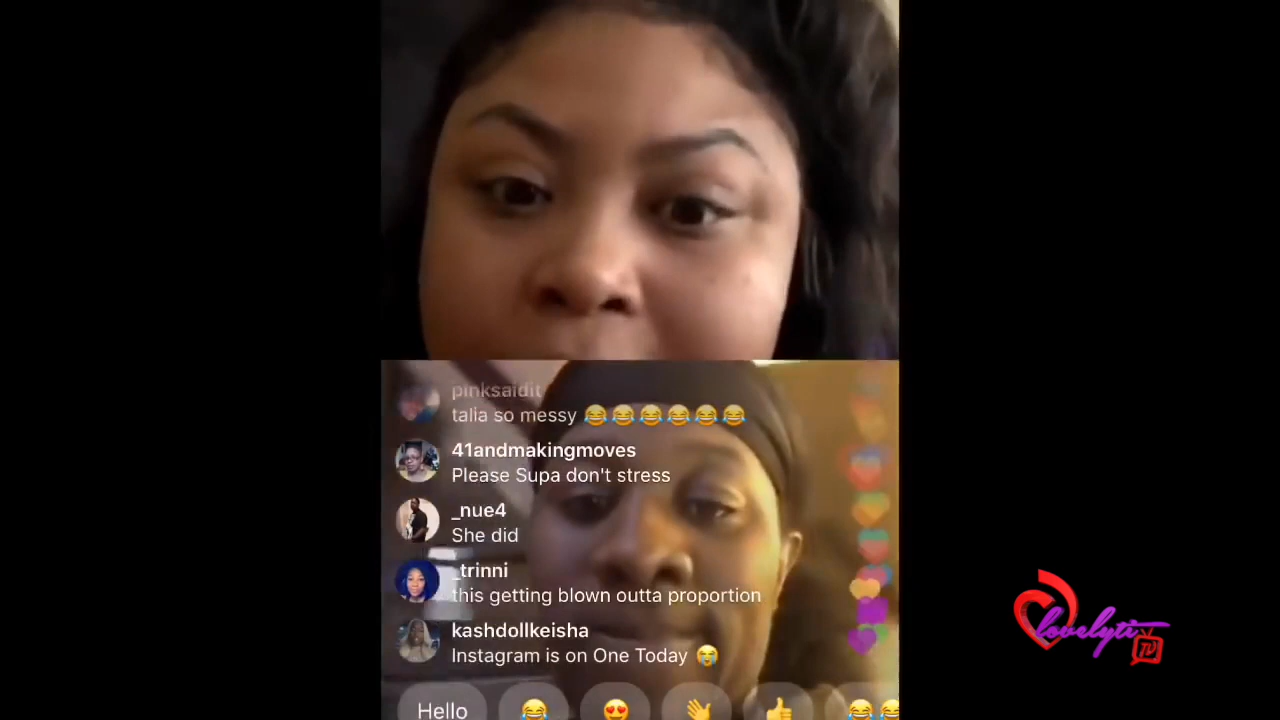 pinksaidit
talia so messy 😂😂😂😂😂😂
41andmakingmoves
Please Supa don't stress
_nue4
She did
_trinni
this getting blown outta proportion
kashdollkeisha
Instagram is on One Today 😭
lovelyti
TV
Hello 😂 😍 👋 👍 😂😂